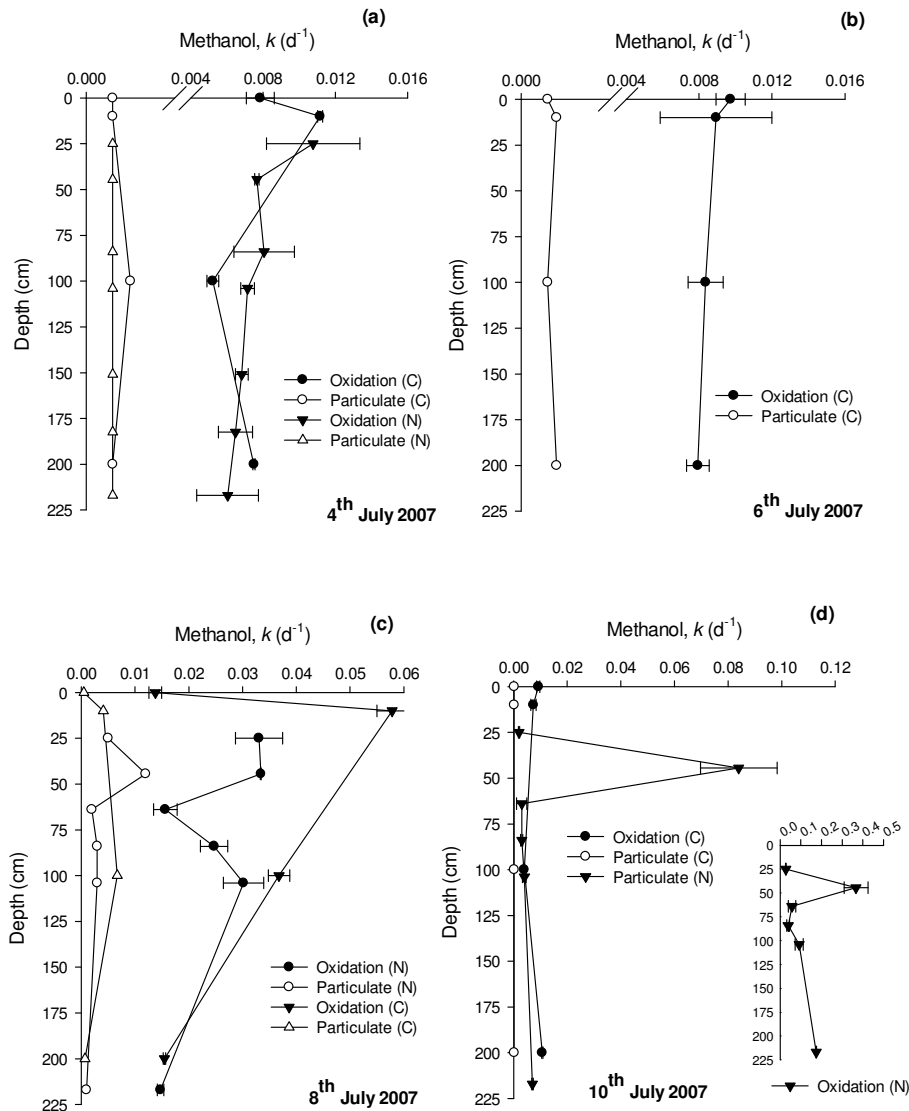 (a)
Methanol, k (d⁻¹)
0.000 0.004 0.008 0.012 0.016
0
25
50
75
100
125
150
175
200
225
Depth (cm)
Oxidation (C)
Particulate (C)
Oxidation (N)
Particulate (N)
4th July 2007
(b)
Methanol, k (d⁻¹)
0.000 0.004 0.008 0.012 0.016
0
25
50
75
100
125
150
175
200
225
Depth (cm)
Oxidation (C)
Particulate (C)
6th July 2007
(c)
Methanol, k (d⁻¹)
0.00 0.01 0.02 0.03 0.04 0.05 0.06
0
25
50
75
100
125
150
175
200
225
Depth (cm)
Oxidation (N)
Particulate (N)
Oxidation (C)
Particulate (C)
8th July 2007
(d)
Methanol, k (d⁻¹)
0.00 0.02 0.04 0.06 0.08 0.10 0.12
0
25
50
75
100
125
150
175
200
225
Depth (cm)
Oxidation (C)
Particulate (C)
Particulate (N)
10th July 2007
0.0 0.1 0.2 0.3 0.4 0.5
0
25
50
75
100
125
150
175
200
225
Oxidation (N)